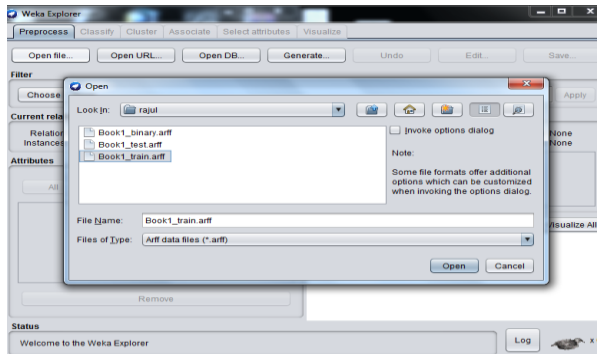 Weka Explorer
Preprocess Classify Cluster Associate Select attributes Visualize
Open file... Open URL... Open DB... Generate... Undo Edit... Save...
Filter
Choose
Apply
Open
Look In: rajul
Book1_binary.arff
Book1_test.arff
Book1_train.arff
Invoke options dialog
Note:
Some file formats offer additional
options which can be customized
when invoking the options dialog.
File Name: Book1_train.arff
Files of Type: Arff data files (*.arff)
Open Cancel
Current rela
Relation
Instances
None
None
Attributes
All
Visualize All
Remove
Status
Welcome to the Weka Explorer
Log
x